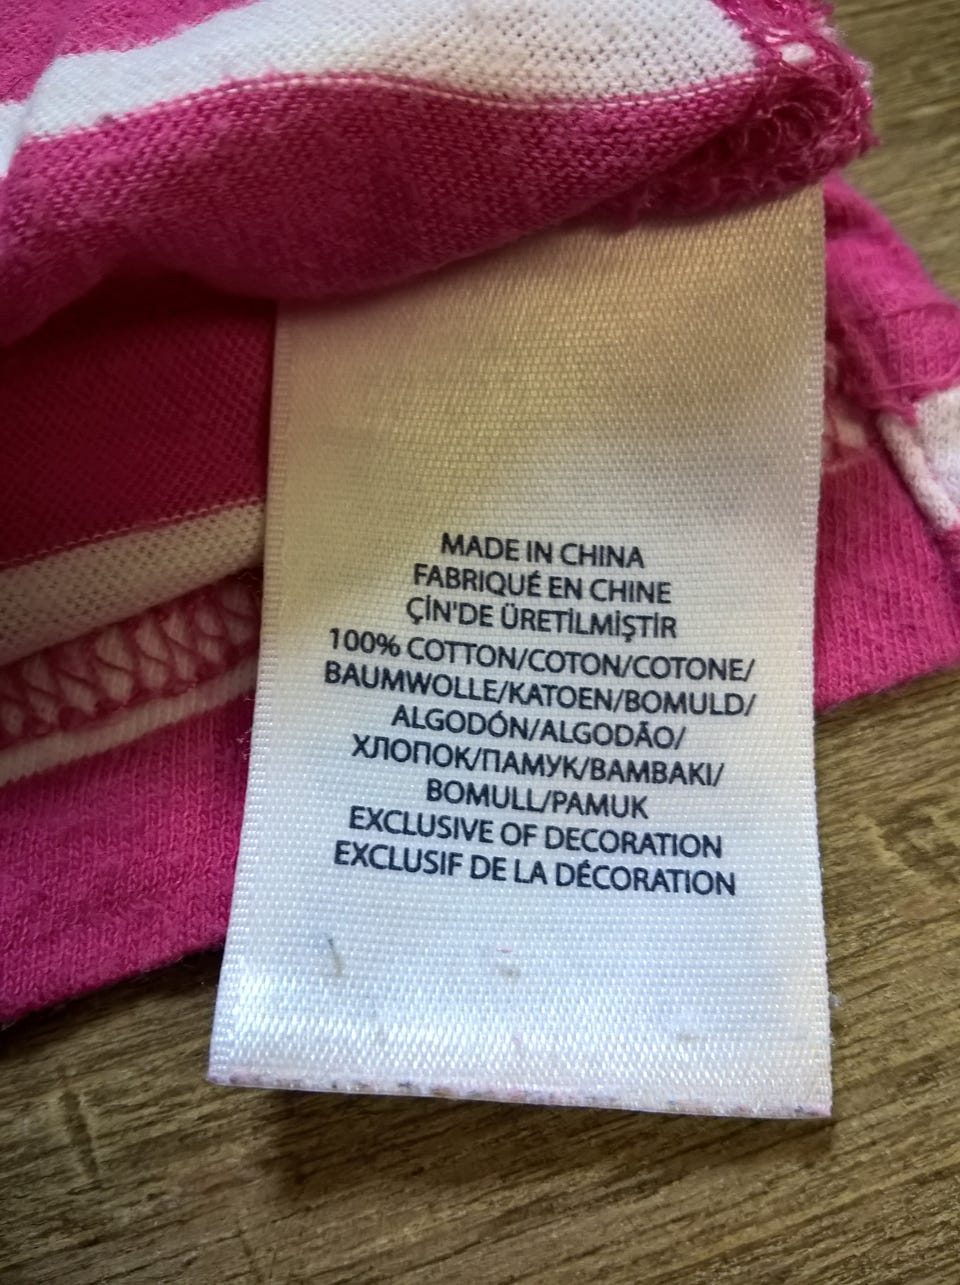 MADE IN CHINA
FABRIQUÉ EN CHINE
ÇİN'DE ÜRETİLMİŞTİR
100% COTTON/COTON/COTONE/
BAUMWOLLE/KATOEN/BOMULD/
ALGODÓN/ALGODÃO/
ХЛОПОК/ПАМУК/BAMBAKI/
BOMULL/PAMUK
EXCLUSIVE OF DECORATION
EXCLUSIF DE LA DÉCORATION